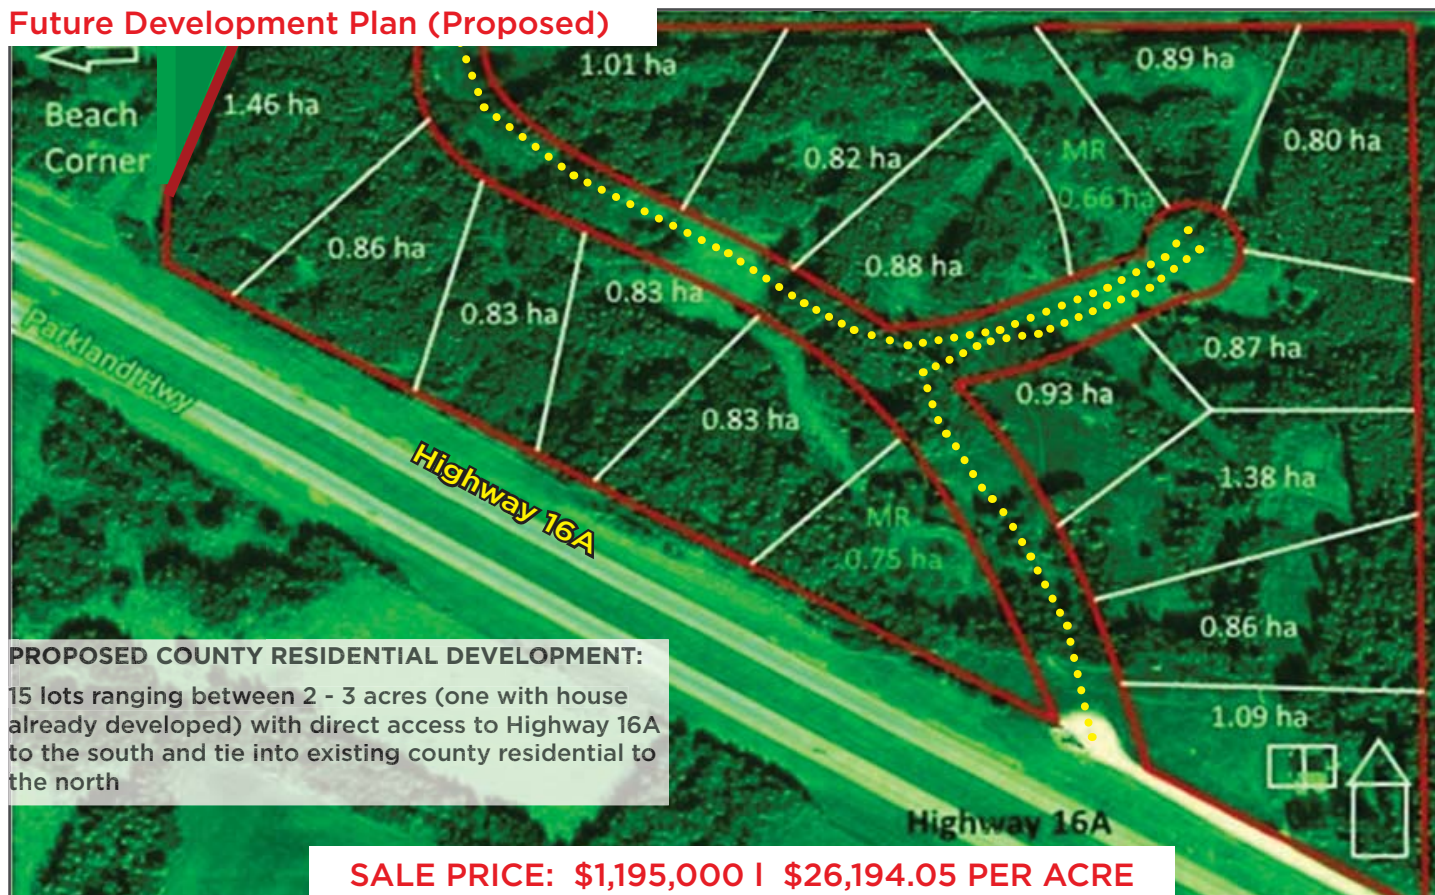 Future Development Plan (Proposed)
Beach
Corner
1.46 ha
1.01 ha
0.89 ha
0.80 ha
0.82 ha
MR
0.66 ha
0.86 ha
0.88 ha
0.83 ha
0.83 ha
0.87 ha
0.93 ha
0.83 ha
1.38 ha
MR
0.75 ha
0.86 ha
1.09 ha
Parkland Hwy
Highway 16A
PROPOSED COUNTY RESIDENTIAL DEVELOPMENT:
15 lots ranging between 2 - 3 acres (one with house
already developed) with direct access to Highway 16A
to the south and tie into existing county residential to
the north
Highway 16A
SALE PRICE: $1,195,000 | $26,194.05 PER ACRE